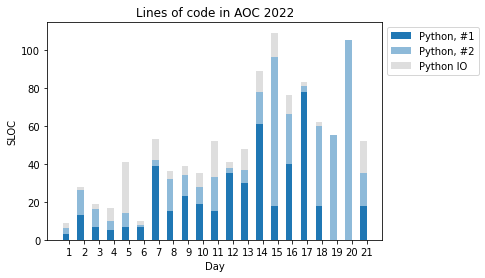 Lines of code in AOC 2022
Python, #1
Python, #2
Python IO
100
80
60
40
20
0
SLOC
1 2 3 4 5 6 7 8 9 10 11 12 13 14 15 16 17 18 19 20 21
Day